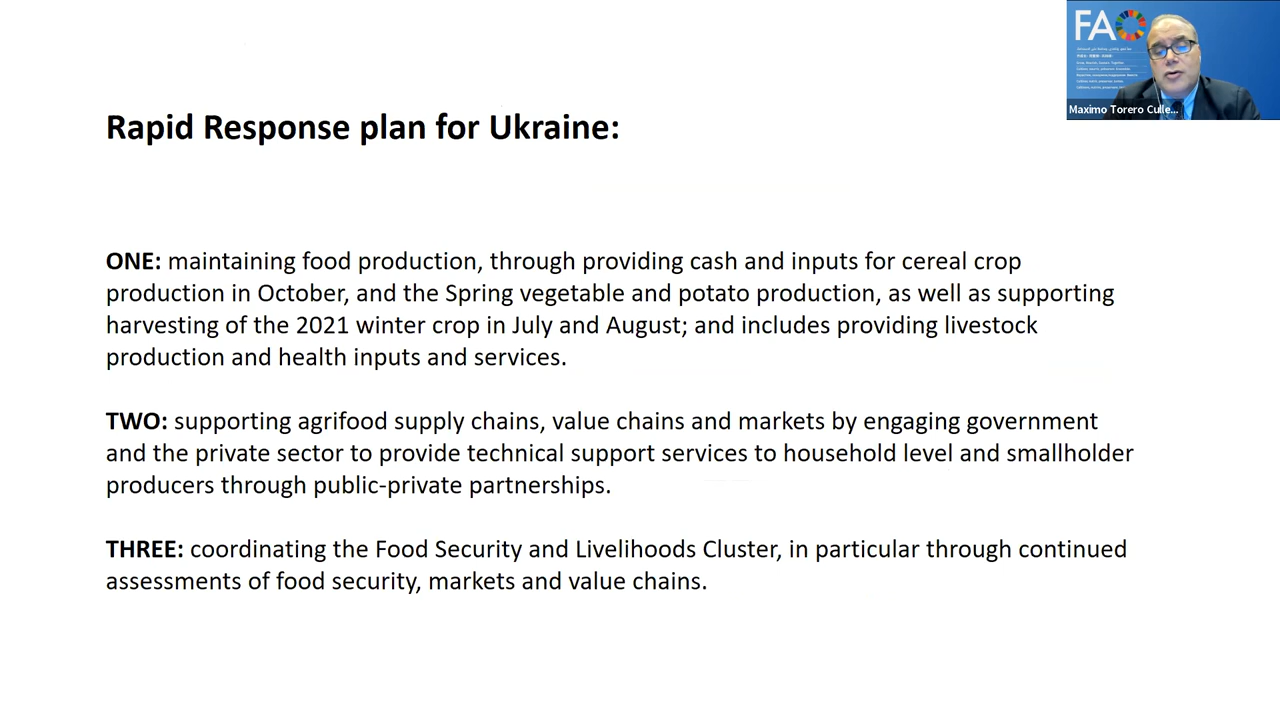 FAO
Maximo Torero Culle...
Rapid Response plan for Ukraine:
ONE: maintaining food production, through providing cash and inputs for cereal crop
production in October, and the Spring vegetable and potato production, as well as supporting
harvesting of the 2021 winter crop in July and August; and includes providing livestock
production and health inputs and services.
TWO: supporting agrifood supply chains, value chains and markets by engaging government
and the private sector to provide technical support services to household level and smallholder
producers through public-private partnerships.
THREE: coordinating the Food Security and Livelihoods Cluster, in particular through continued
assessments of food security, markets and value chains.